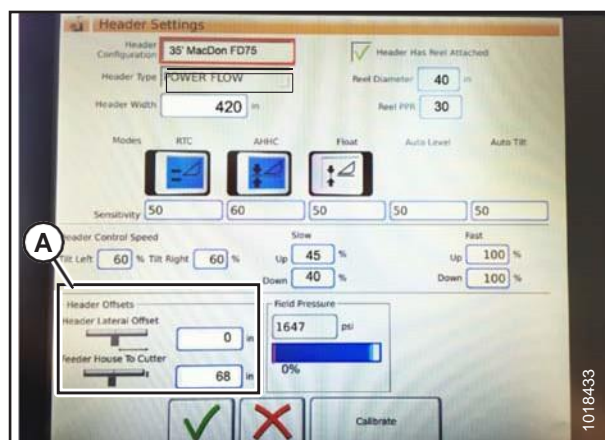 Header Settings
Header Configuration 35' MacDon FD75
Header Has Reel Attached
Header Type POWER FLOW
Reel Diameter 40 in
Header Width 420 in
Reel PPR 30
Modes RTC AHHC Float Auto Level Auto Tilt
Sensitivity 50 60 50 50 50
Header Control Speed
Slow Fast
Tilt Left 60 % Tilt Right 60 % Up 45 % Up 100 %
Down 40 % Down 100 %
A
Header Offsets
Header Lateral Offset
0 in
Feeder House To Cutter
68 in
Field Pressure
1647 psi
0%
Calibrate
1018433